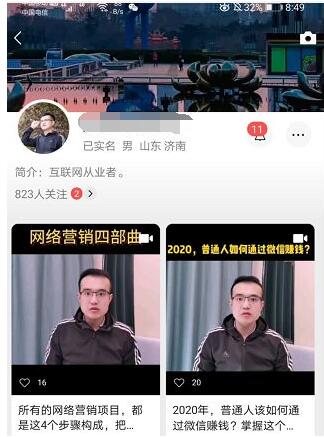 中国电信
8/s
52%
8:49
11
已实名 男 山东 济南
简介：互联网从业者。
823人关注 2
网络营销四部曲
16
所有的网络营销项目，都
是这4个步骤构成，把...
2020，普通人如何通过微信赚钱？
20
2020年，普通人该如何通
过微信赚钱？掌握这个...